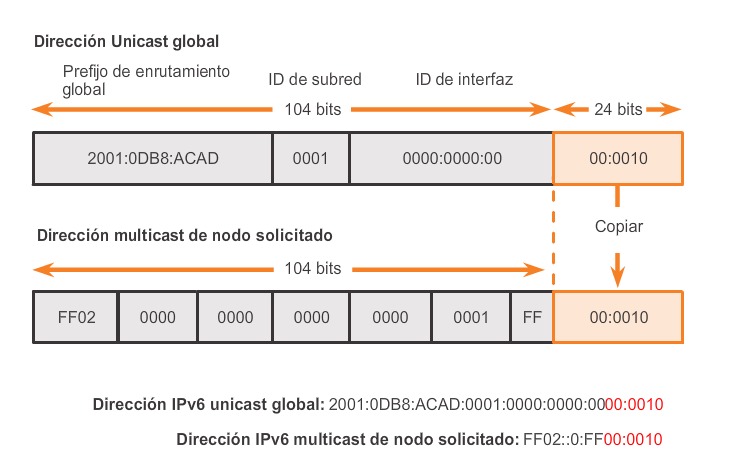 Dirección Unicast global
Prefijo de enrutamiento global
ID de subred
ID de interfaz
104 bits
24 bits
2001:0DB8:ACAD
0001
0000:0000:00
00:0010
Copiar
Dirección multicast de nodo solicitado
104 bits
FF02
0000
0000
0000
0000
0001
FF
00:0010
Dirección IPv6 unicast global: 2001:0DB8:ACAD:0001:0000:0000:0000:0010
Dirección IPv6 multicast de nodo solicitado: FF02::0:FF00:0010